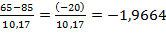 65−85/10,17 = (−20)/10,17 = −1,9664